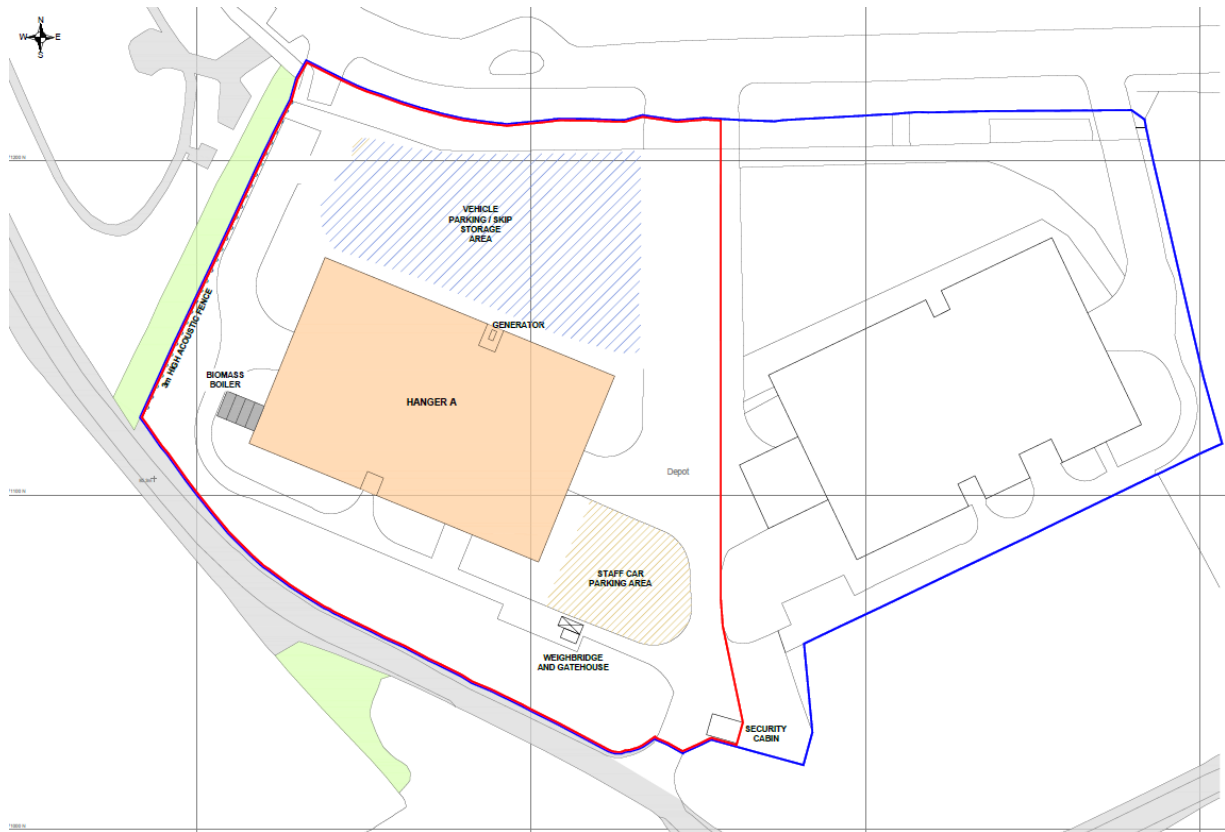 N
W E
S
VEHICLE
PARKING / SKIP
STORAGE
AREA
3m HIGH ACOUSTIC FENCE
GENERATOR
BIOMASS
BOILER
HANGER A
Depot
STAFF CAR
PARKING AREA
WEIGHBRIDGE
AND GATEHOUSE
SECURITY
CABIN